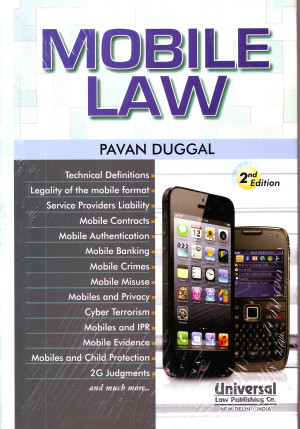 MOBILE
LAW
PAVAN DUGGAL
2nd
Edition
Technical Definitions
Legality of the mobile format
Service Providers Liability
Mobile Contracts
Mobile Authentication
Mobile Banking
Mobile Crimes
Mobile Misuse
Mobiles and Privacy
Cyber Terrorism
Mobiles and IPR
Mobile Evidence
Mobiles and Child Protection
2G Judgments
and much more..
Universal
Law Publishing Co.
NEW DELHI - INDIA